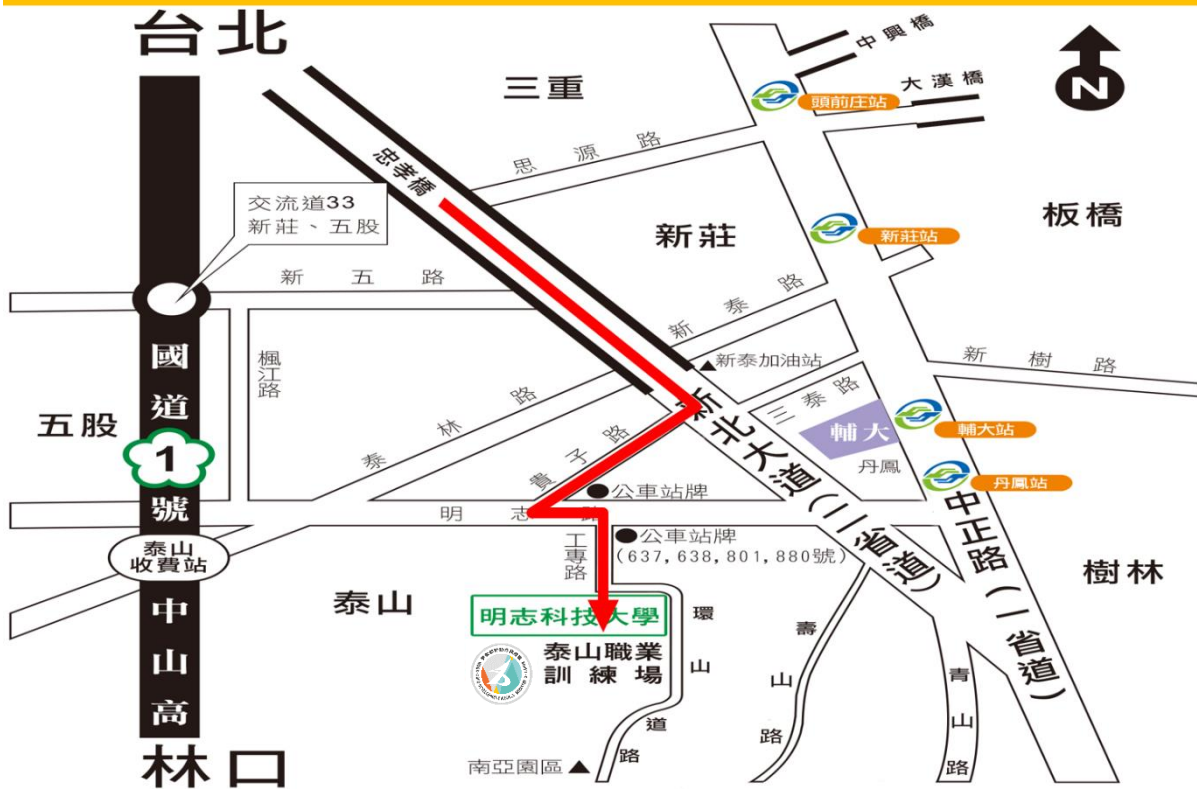 台北
三重
中興橋
大漢橋
N
頭前庄站
忠孝橋
思源路
交流道33
新莊、五股
新莊
板橋
新莊站
新五路
新泰路
楓江路
國道
1
號
中山高
新泰加油站
新樹路
五股
泰林路
三泰路
輔大
輔大站
丹鳳
丹鳳站
新北大道(二省道)
貴子路
公車站牌
明志路
公車站牌
(637,638,801,880號)
泰山
收費站
工專路
中正路(一省道)
樹林
泰山
明志科技大學
泰山職業
訓練場
環山道路
壽山路
青山路
南亞園區
林口